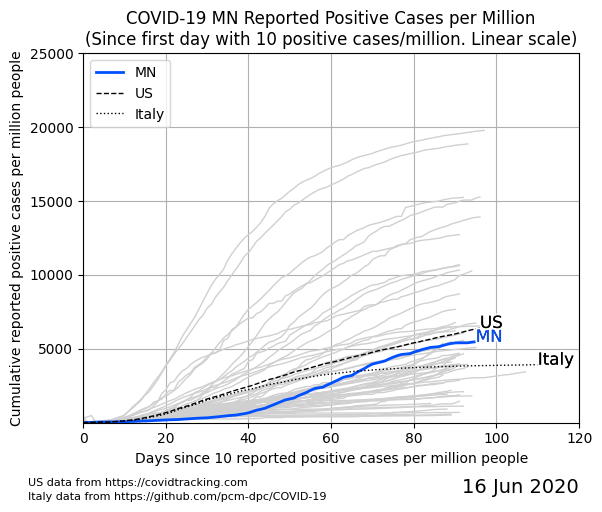 COVID-19 MN Reported Positive Cases per Million
(Since first day with 10 positive cases/million. Linear scale)
Cumulative reported positive cases per million people
25000
20000
15000
10000
5000
MN
US
Italy
US
MN
Italy
0
20
40
60
80
100
120
Days since 10 reported positive cases per million people
US data from https://covidtracking.com
Italy data from https://github.com/pcm-dpc/COVID-19
16 Jun 2020